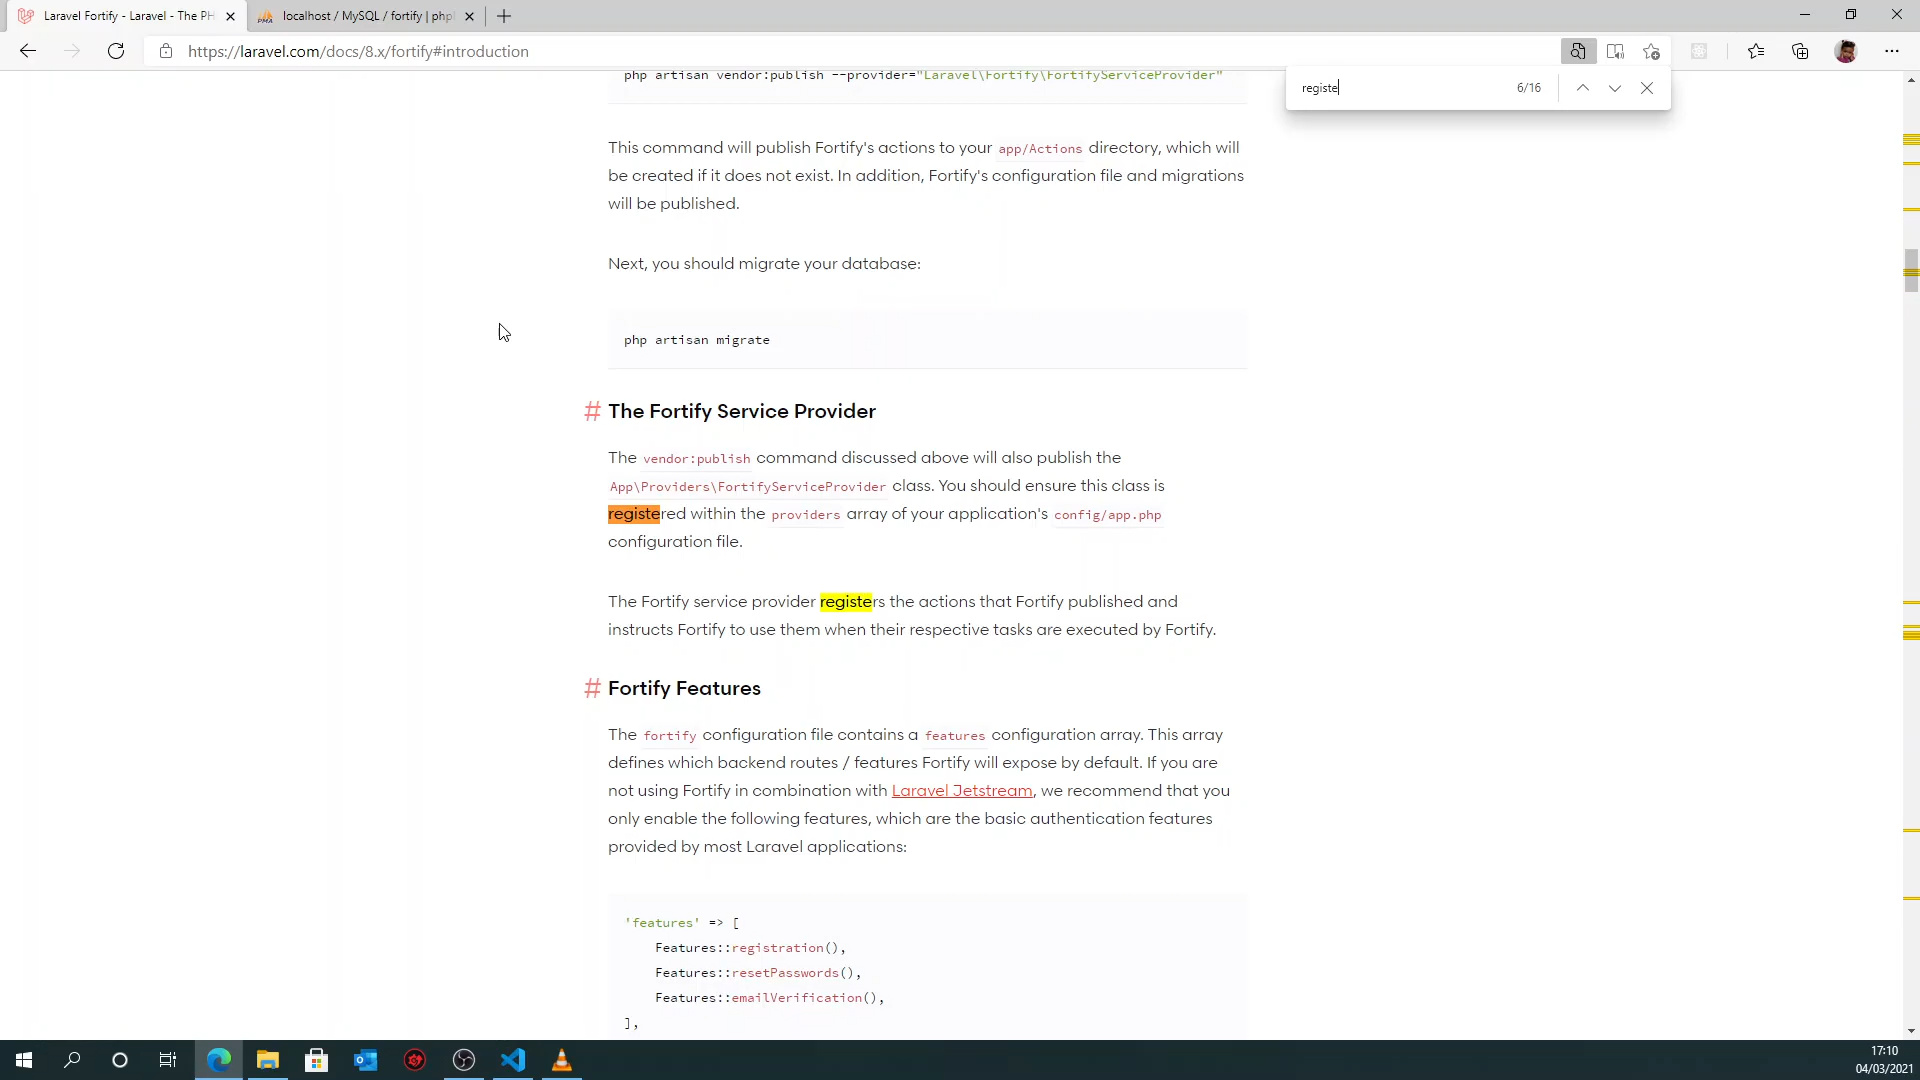 Laravel Fortify - Laravel - The PH
localhost / MySQL / fortify | php
https://laravel.com/docs/8.x/fortify#introduction
registe
6/16
php artisan vendor:publish --provider="Laravel\Fortify\FortifyServiceProvider"
This command will publish Fortify's actions to your app/Actions directory, which will
be created if it does not exist. In addition, Fortify's configuration file and migrations
will be published.
Next, you should migrate your database:
php artisan migrate
# The Fortify Service Provider
The vendor:publish command discussed above will also publish the
App\Providers\FortifyServiceProvider class. You should ensure this class is
registered within the providers array of your application's config/app.php
configuration file.
The Fortify service provider registers the actions that Fortify published and
instructs Fortify to use them when their respective tasks are executed by Fortify.
# Fortify Features
The fortify configuration file contains a features configuration array. This array
defines which backend routes / features Fortify will expose by default. If you are
not using Fortify in combination with Laravel Jetstream, we recommend that you
only enable the following features, which are the basic authentication features
provided by most Laravel applications:
'features' => [
Features::registration(),
Features::resetPasswords(),
Features::emailVerification(),
],
17:10
04/03/2021